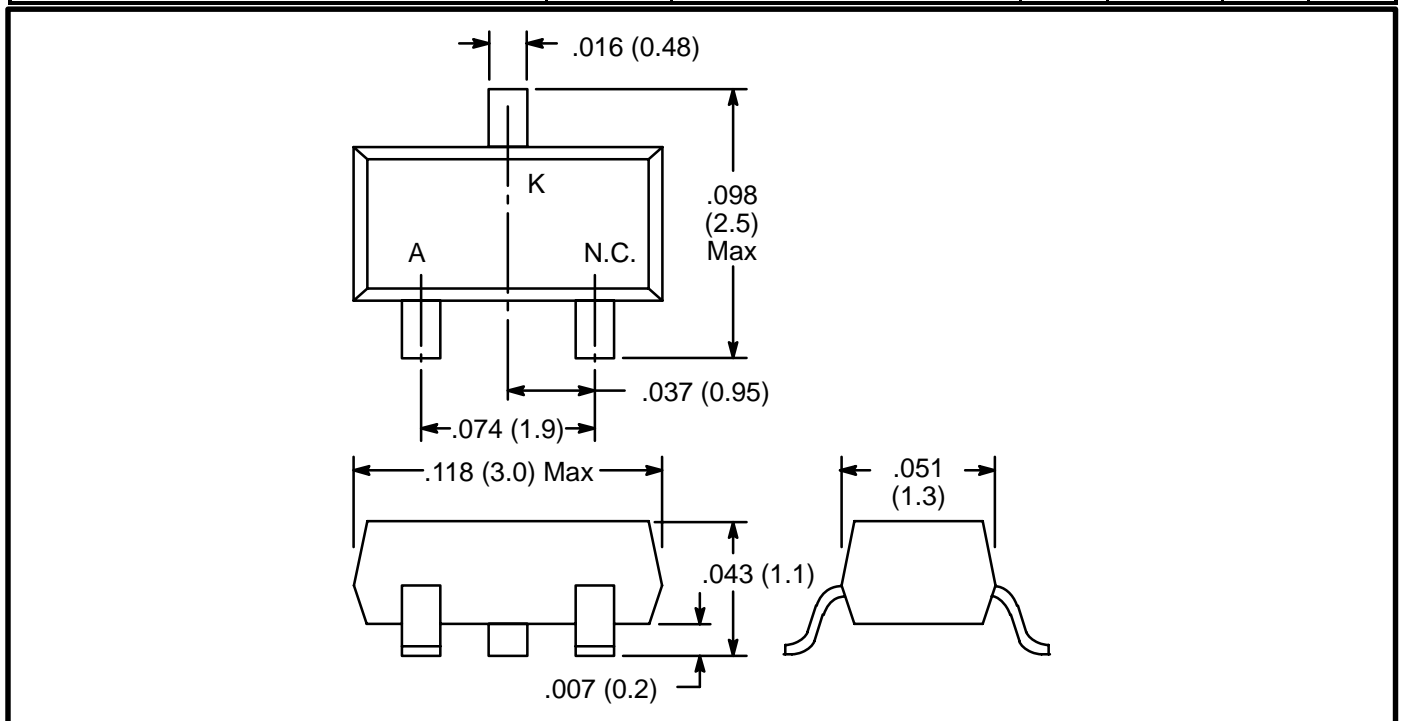 .016 (0.48)
K
.098
(2.5)
Max
A
N.C.
.037 (0.95)
.074 (1.9)
.118 (3.0) Max
.051
(1.3)
.043 (1.1)
.007 (0.2)